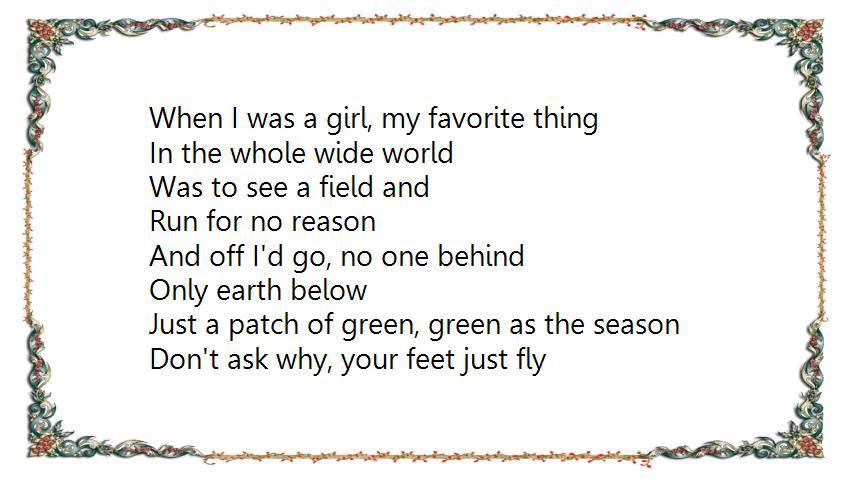 When I was a girl, my favorite thing
In the whole wide world
Was to see a field and
Run for no reason
And off I'd go, no one behind
Only earth below
Just a patch of green, green as the season
Don't ask why, your feet just fly